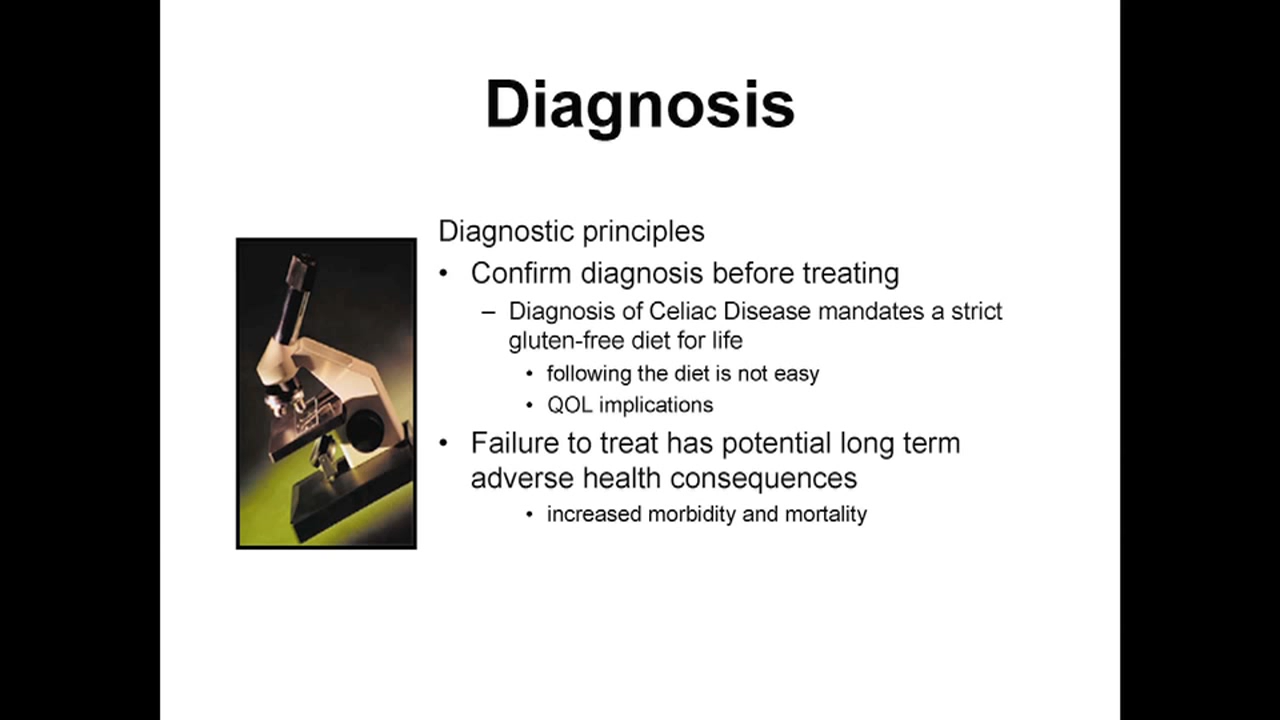 Diagnosis
Diagnostic principles
• Confirm diagnosis before treating
– Diagnosis of Celiac Disease mandates a strict
gluten-free diet for life
• following the diet is not easy
• QOL implications
• Failure to treat has potential long term
adverse health consequences
• increased morbidity and mortality